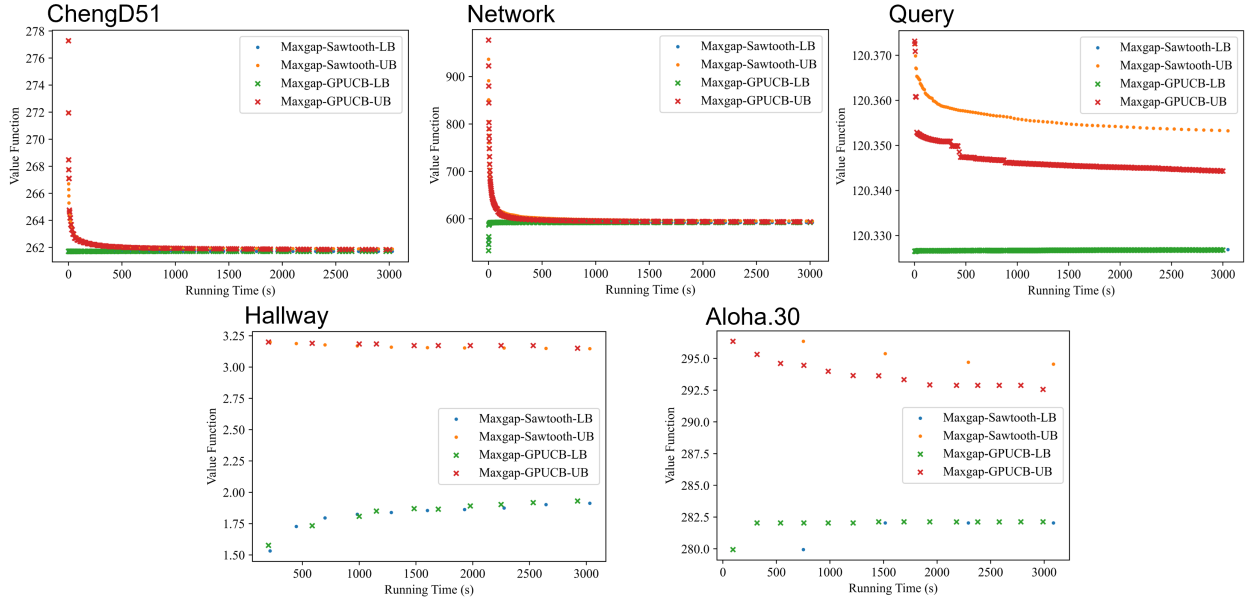 ChengD51
278
276
274
272
270
268
266
264
262
Value Function
0
500
1000
1500
2000
2500
3000
Running Time (s)
Maxgap-Sawtooth-LB
Maxgap-Sawtooth-UB
Maxgap-GPUCB-LB
Maxgap-GPUCB-UB
Network
900
800
700
600
Value Function
0
500
1000
1500
2000
2500
3000
Running Time (s)
Maxgap-Sawtooth-LB
Maxgap-Sawtooth-UB
Maxgap-GPUCB-LB
Maxgap-GPUCB-UB
Query
120.370
120.360
120.350
120.340
120.330
Value Function
0
500
1000
1500
2000
2500
3000
Running Time (s)
Maxgap-Sawtooth-LB
Maxgap-Sawtooth-UB
Maxgap-GPUCB-LB
Maxgap-GPUCB-UB
Hallway
3.25
3.00
2.75
2.50
2.25
2.00
1.75
1.50
Value Function
500
1000
1500
2000
2500
3000
Running Time (s)
Maxgap-Sawtooth-LB
Maxgap-Sawtooth-UB
Maxgap-GPUCB-LB
Maxgap-GPUCB-UB
Aloha.30
295.0
292.5
290.0
287.5
285.0
282.5
280.0
Value Function
0
500
1000
1500
2000
2500
3000
Running Time (s)
Maxgap-Sawtooth-LB
Maxgap-Sawtooth-UB
Maxgap-GPUCB-LB
Maxgap-GPUCB-UB